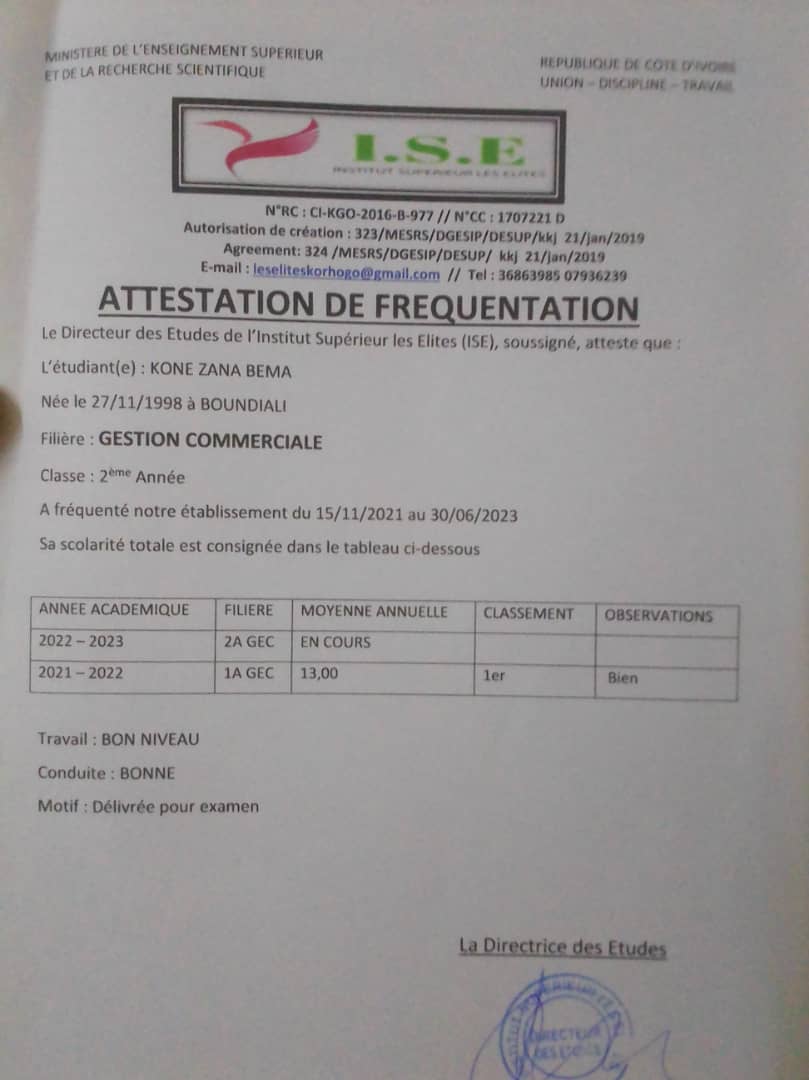 MINISTERE DE L'ENSEIGNEMENT SUPERIEUR
ET DE LA RECHERCHE SCIENTIFIQUE
REPUBLIQUE DE COTE D'IVOIRE
UNION – DISCIPLINE – TRAVAIL
I.S.E
INSTITUT SUPERIEUR LES ELITES
N°RC : CI-KGO-2016-B-977 // N°CC : 1707221 D
Autorisation de création : 323/MESRS/DGESIP/DESUP/kkj 21/jan/2019
Agreement: 324 /MESRS/DGESIP/DESUP/ kkj 21/jan/2019
E-mail : leseliteskorhogo@gmail.com // Tel : 36863985 07936239
ATTESTATION DE FREQUENTATION
Le Directeur des Etudes de l'Institut Supérieur les Elites (ISE), soussigné, atteste que :
L'étudiant(e) : KONE ZANA BEMA
Née le 27/11/1998 à BOUNDIALI
Filière : GESTION COMMERCIALE
Classe : 2ème Année
A fréquenté notre établissement du 15/11/2021 au 30/06/2023
Sa scolarité totale est consignée dans le tableau ci-dessous
ANNEE ACADEMIQUE FILIERE MOYENNE ANNUELLE CLASSEMENT OBSERVATIONS
2022 – 2023 2A GEC EN COURS
2021 – 2022 1A GEC 13,00 1er Bien
Travail : BON NIVEAU
Conduite : BONNE
Motif : Délivrée pour examen
La Directrice des Etudes
DIRECTEUR